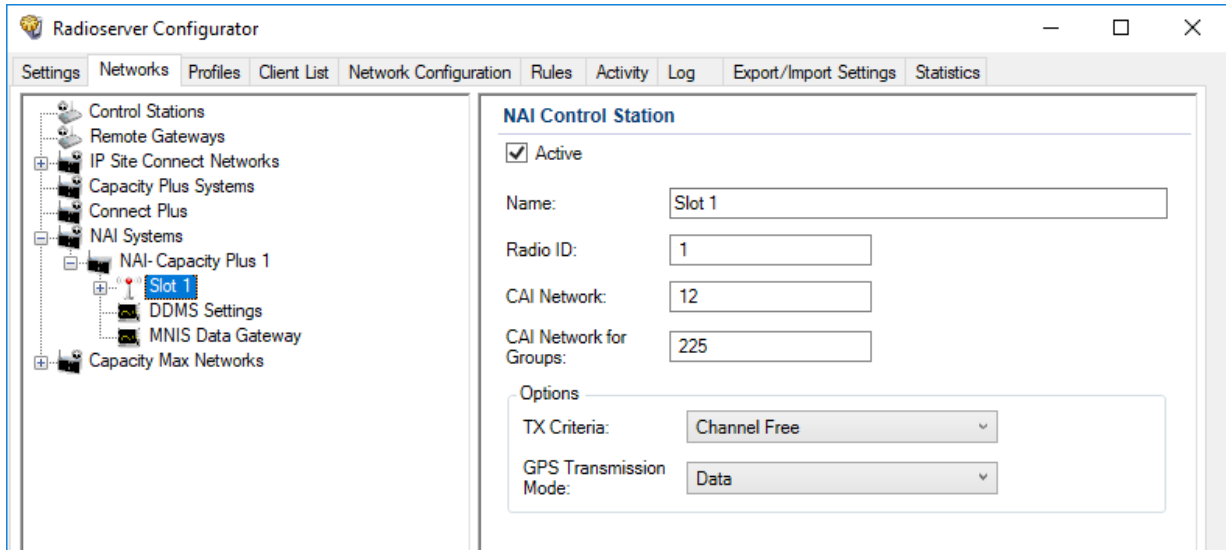 Radioserver Configurator
Settings Networks Profiles Client List Network Configuration Rules Activity Log Export/Import Settings Statistics
Control Stations
Remote Gateways
IP Site Connect Networks
Capacity Plus Systems
Connect Plus
NAI Systems
NAI- Capacity Plus 1
Slot 1
DDMS Settings
MNIS Data Gateway
Capacity Max Networks
NAI Control Station
Active
Name: Slot 1
Radio ID: 1
CAI Network: 12
CAI Network for
Groups: 225
Options
TX Criteria: Channel Free
GPS Transmission
Mode: Data